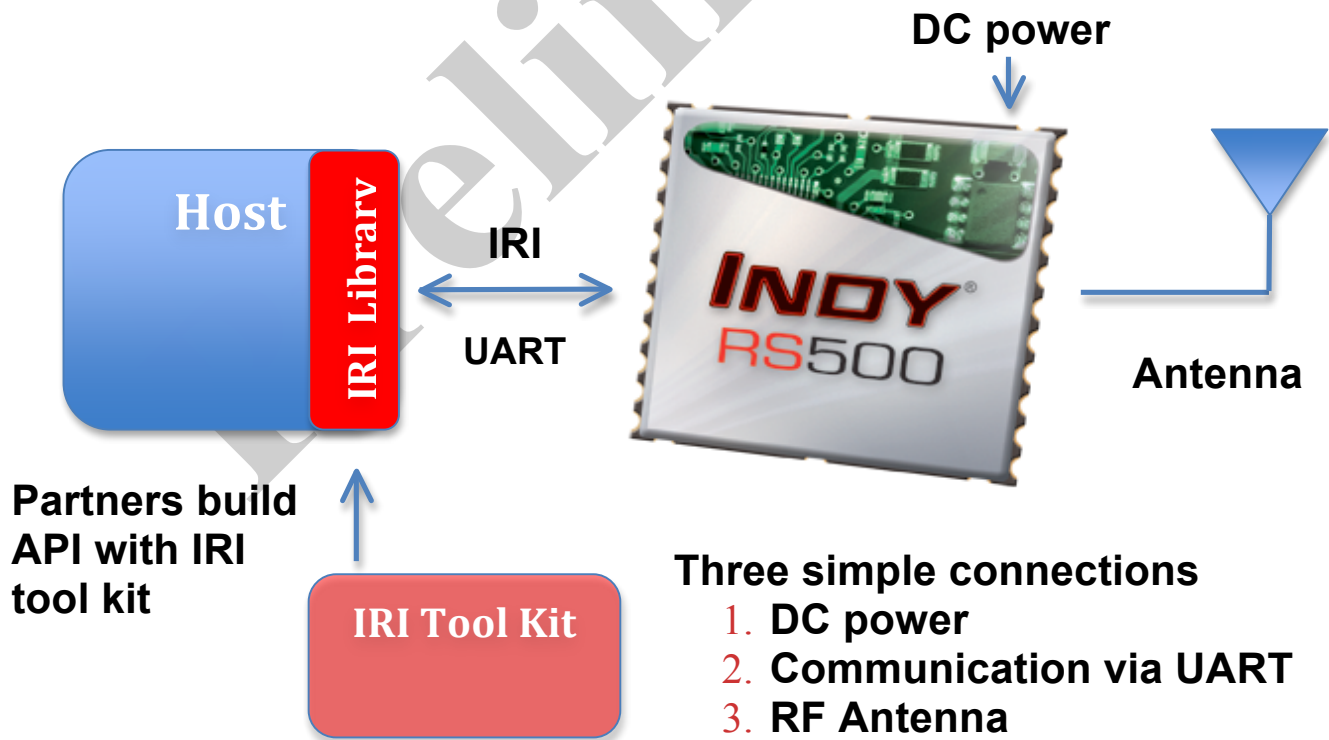 DC power
Host
IRI Library
IRI
UART
INDY®
RS500
Antenna
Partners build
API with IRI
tool kit
IRI Tool Kit
Three simple connections
1. DC power
2. Communication via UART
3. RF Antenna